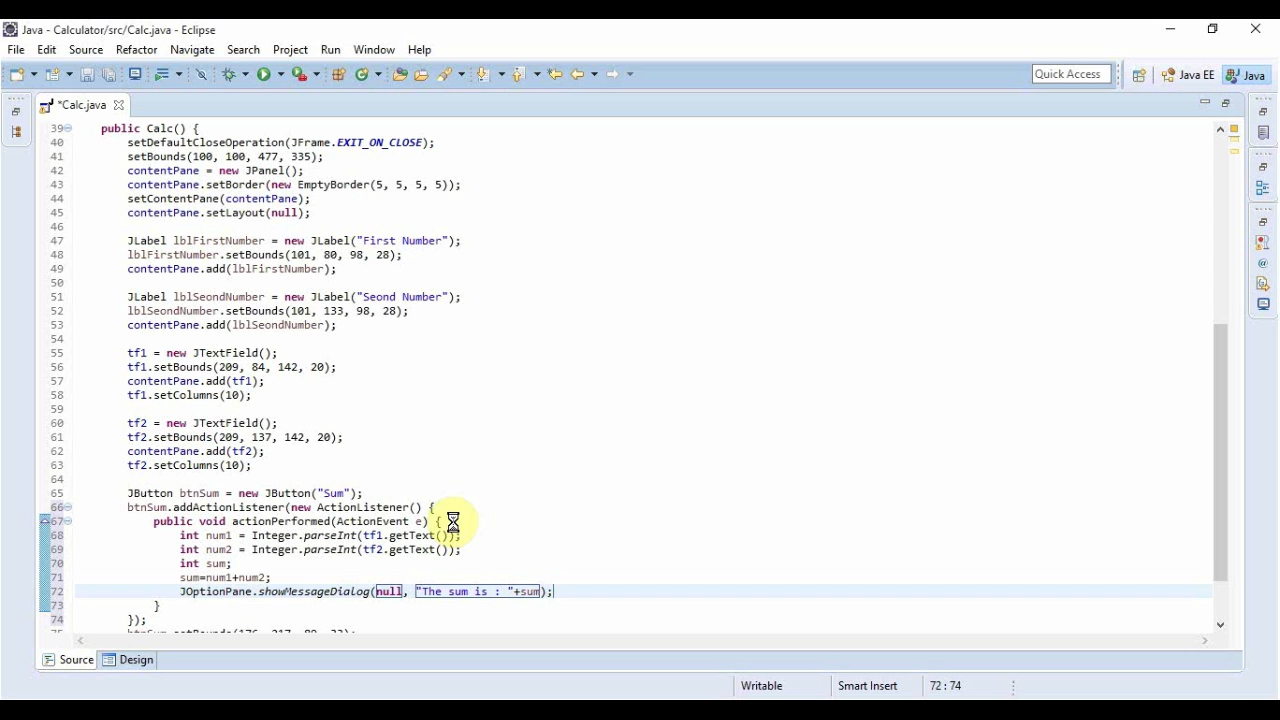 Java - Calculator/src/Calc.java - Eclipse
File Edit Source Refactor Navigate Search Project Run Window Help
Quick Access Java EE Java
*Calc.java
39 public Calc() {
40 setDefaultCloseOperation(JFrame.EXIT_ON_CLOSE);
41 setBounds(100, 100, 477, 335);
42 contentPane = new JPanel();
43 contentPane.setBorder(new EmptyBorder(5, 5, 5, 5));
44 setContentPane(contentPane);
45 contentPane.setLayout(null);
46
47 JLabel lblFirstNumber = new JLabel("First Number");
48 lblFirstNumber.setBounds(101, 80, 98, 28);
49 contentPane.add(lblFirstNumber);
50
51 JLabel lblSeondNumber = new JLabel("Seond Number");
52 lblSeondNumber.setBounds(101, 133, 98, 28);
53 contentPane.add(lblSeondNumber);
54
55 tf1 = new JTextField();
56 tf1.setBounds(209, 84, 142, 20);
57 contentPane.add(tf1);
58 tf1.setColumns(10);
59
60 tf2 = new JTextField();
61 tf2.setBounds(209, 137, 142, 20);
62 contentPane.add(tf2);
63 tf2.setColumns(10);
64
65 JButton btnSum = new JButton("Sum");
66 btnSum.addActionListener(new ActionListener() {
67 public void actionPerformed(ActionEvent e) {
68 int num1 = Integer.parseInt(tf1.getText());
69 int num2 = Integer.parseInt(tf2.getText());
70 int sum;
71 sum=num1+num2;
72 JOptionPane.showMessageDialog(null, "The sum is : "+sum);
73 }
74 });
Source Design
Writable Smart Insert 72 : 74